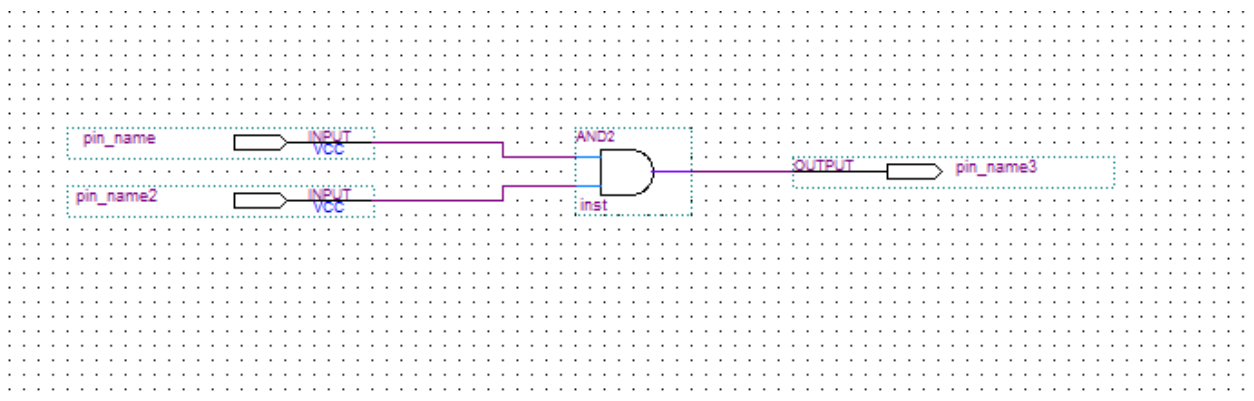 pin_name
INPUT
VCC
pin_name2
INPUT
VCC
AND2
inst
OUTPUT
pin_name3